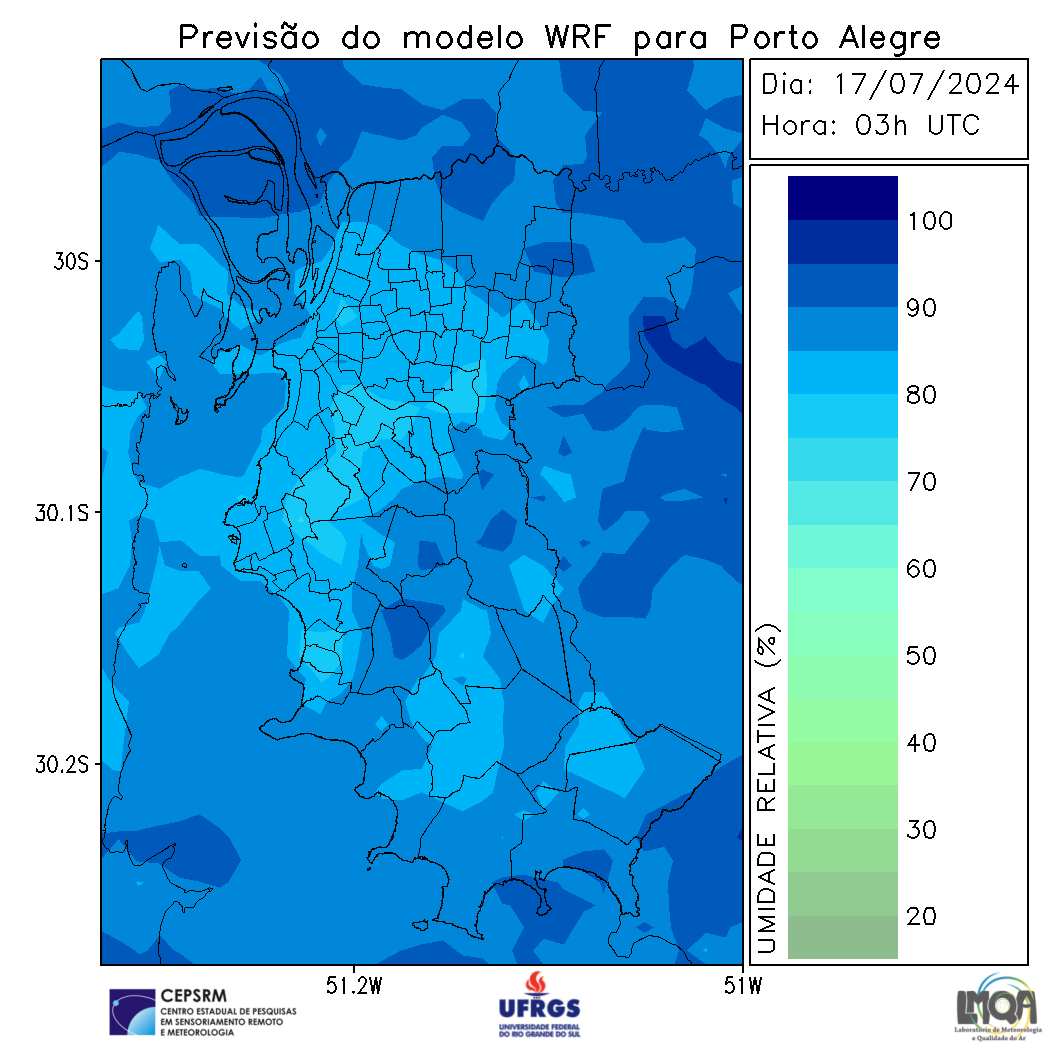 Previsão do modelo WRF para Porto Alegre
Dia: 17/07/2024
Hora: 03h UTC
100
90
80
70
60
50
40
30
20
UMIDADE RELATIVA (%)
30S
30.1S
30.2S
51.2W
51W
CEPSRM
CENTRO ESTADUAL DE PESQUISAS
EM SENSORIAMENTO REMOTO
E METEOROLOGIA
UFRGS
UNIVERSIDADE FEDERAL
DO RIO GRANDE DO SUL
LMQA
Laboratório de Meteorologia
e Qualidade do Ar